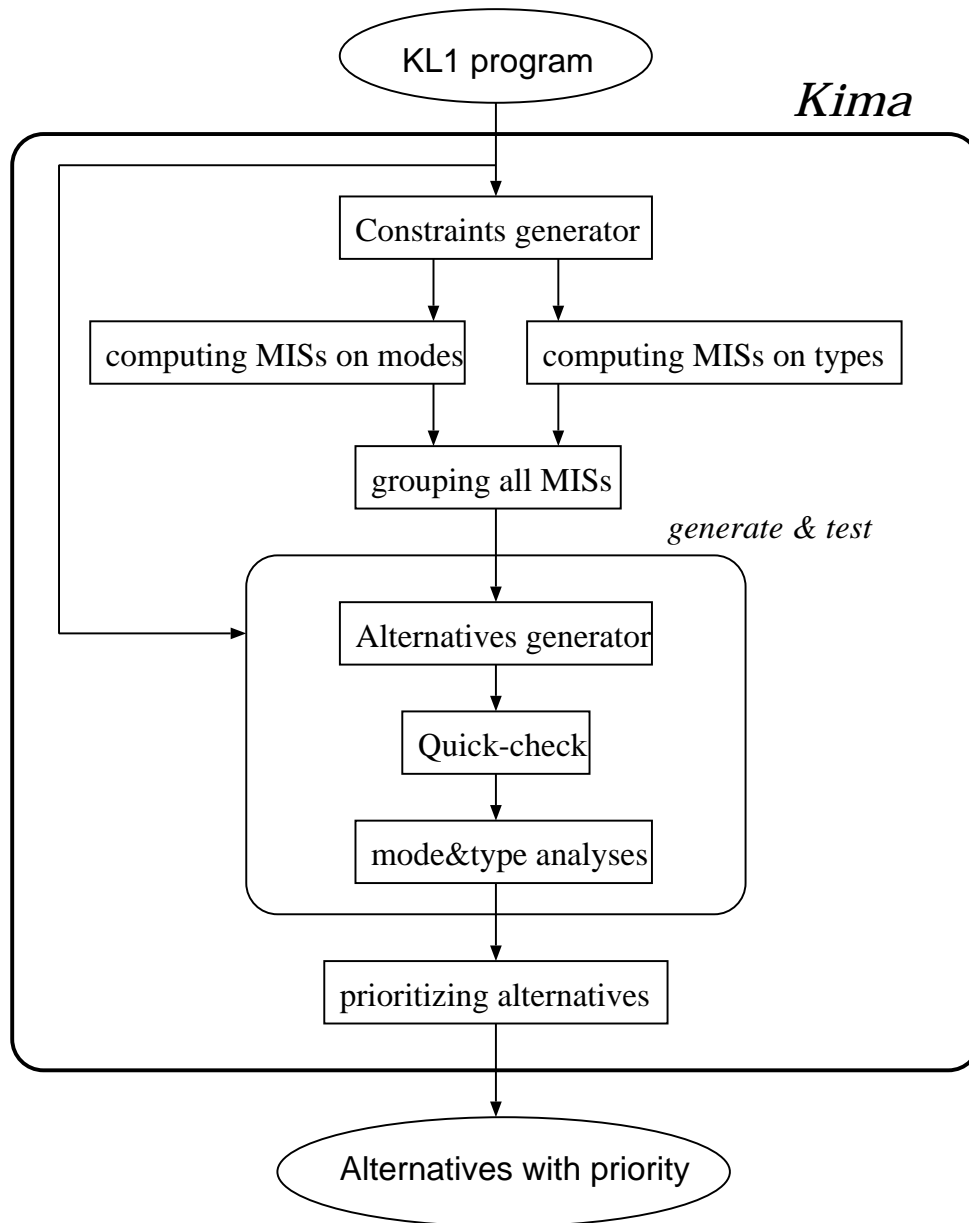 KL1 program
Kima
Constraints generator
computing MISs on modes
computing MISs on types
grouping all MISs
generate & test
Alternatives generator
Quick-check
mode&type analyses
prioritizing alternatives
Alternatives with priority